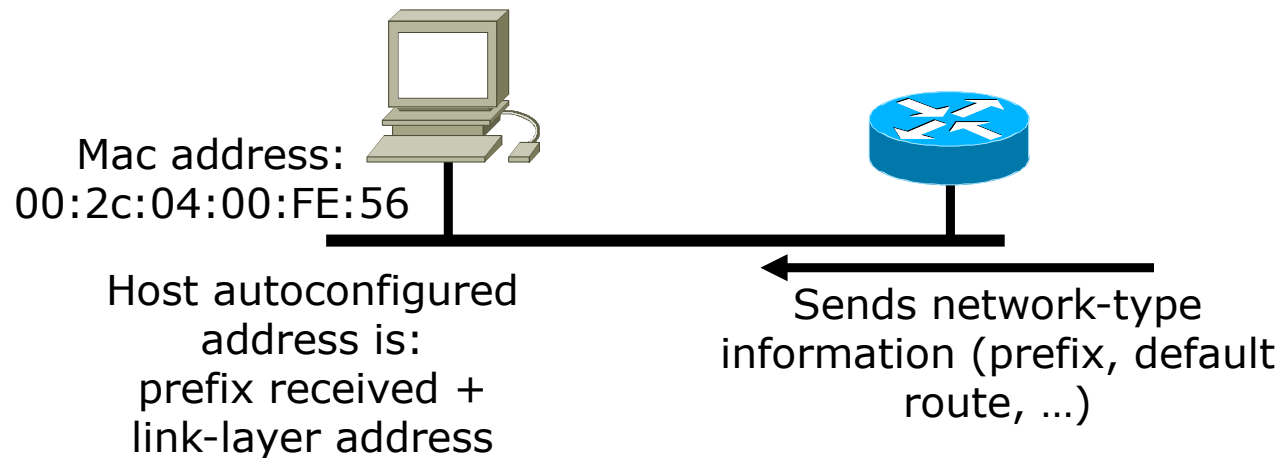 Mac address:
00:2c:04:00:FE:56
Host autoconfigured
address is:
prefix received +
link-layer address
Sends network-type
information (prefix, default
route, …)